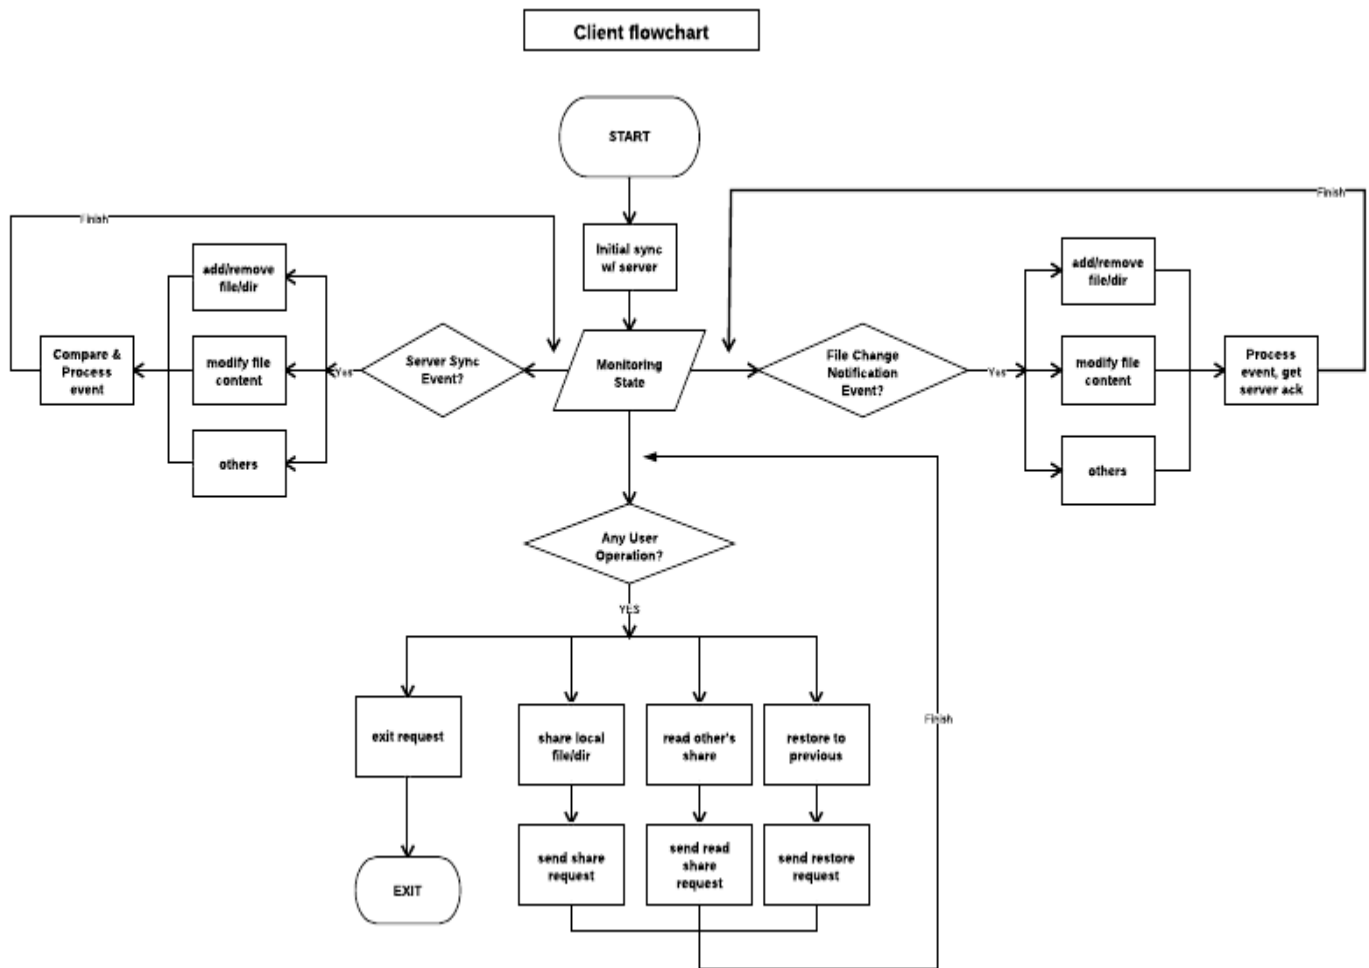 Client flowchart
START
Finish
Finish
Initial sync
w/ server
add/remove
file/dir
add/remove
file/dir
Compare &
Process
event
modify file
content
Yes
Server Sync
Event?
Monitoring
State
File Change
Notification
Event?
Yes
modify file
content
Process
event, get
server ack
others
others
Any User
Operation?
YES
exit request
share local
file/dir
read other's
share
restore to
previous
Finish
send share
request
send read
share
request
send restore
request
EXIT